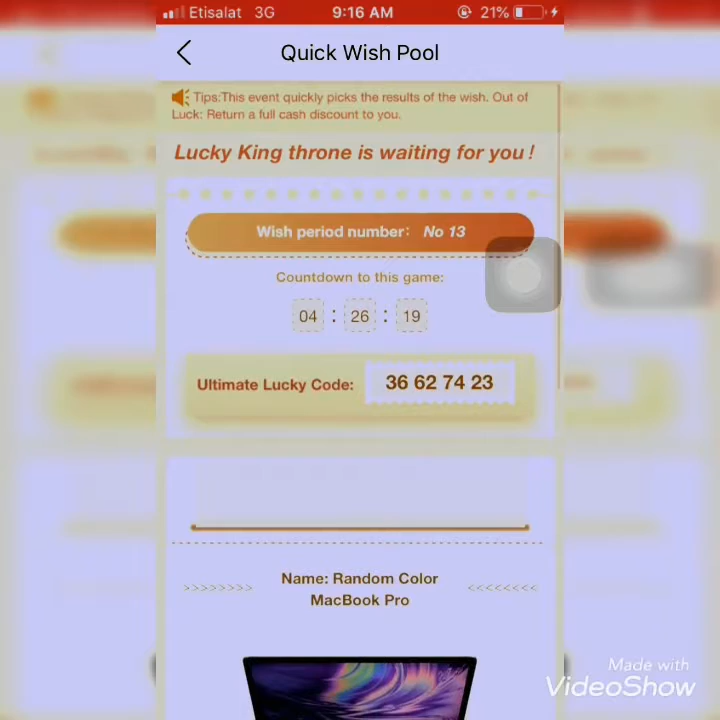 Etisalat 3G 9:16 AM 21%
Quick Wish Pool
Tips:This event quickly picks the results of the wish. Out of
Luck: Return a full cash discount to you.
Lucky King throne is waiting for you!
Wish period number: No 13
Countdown to this game:
04 : 26 : 19
Ultimate Lucky Code: 36 62 74 23
>>>>>>>> Name: Random Color <<<<<<<<
MacBook Pro
Made with
VideoShow